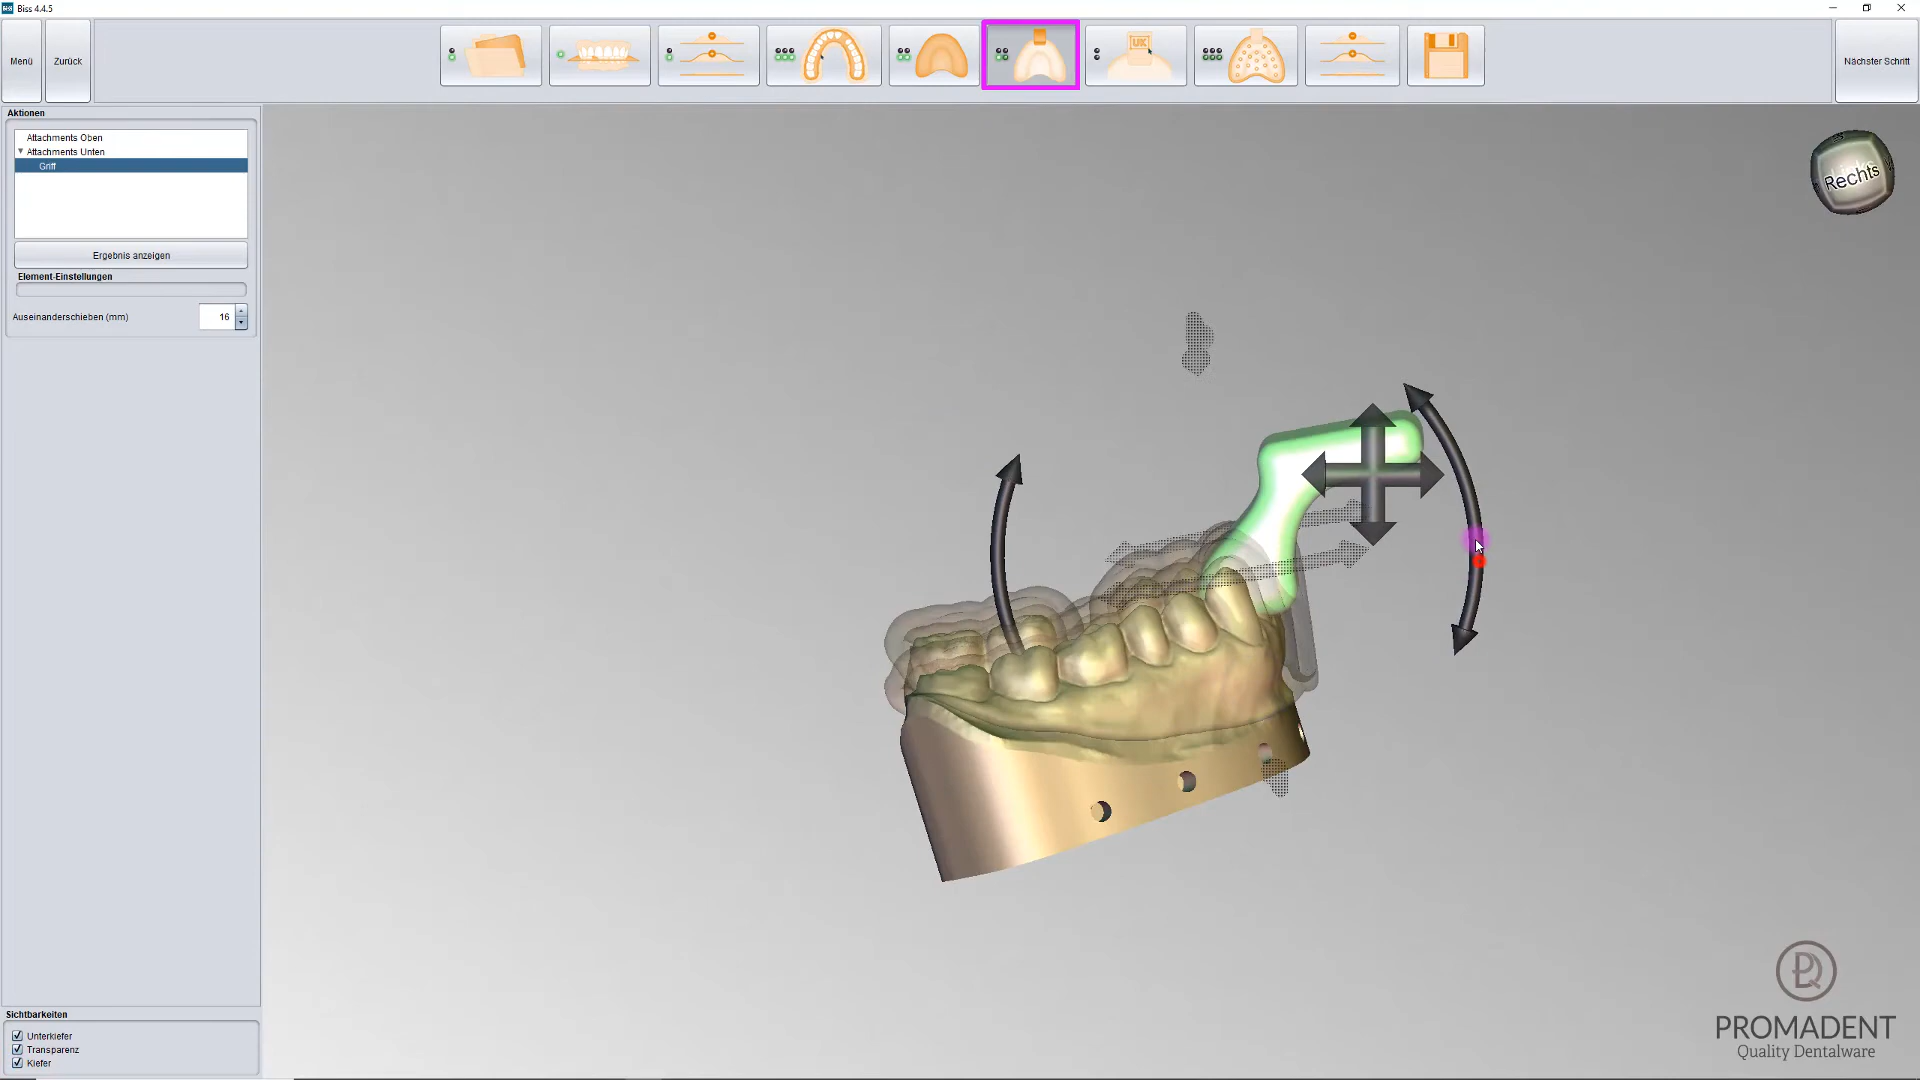 Biss 4.4.5
Menü
Zurück
UK
Nächster Schritt
Aktionen
Attachments Oben
Attachments Unten
Griff
Ergebnis anzeigen
Element-Einstellungen
Auseinanderschieben (mm)
16
Rechts
Sichtbarkeiten
Unterkiefer
Transparenz
Kiefer
PROMADENT
Quality Dentalware